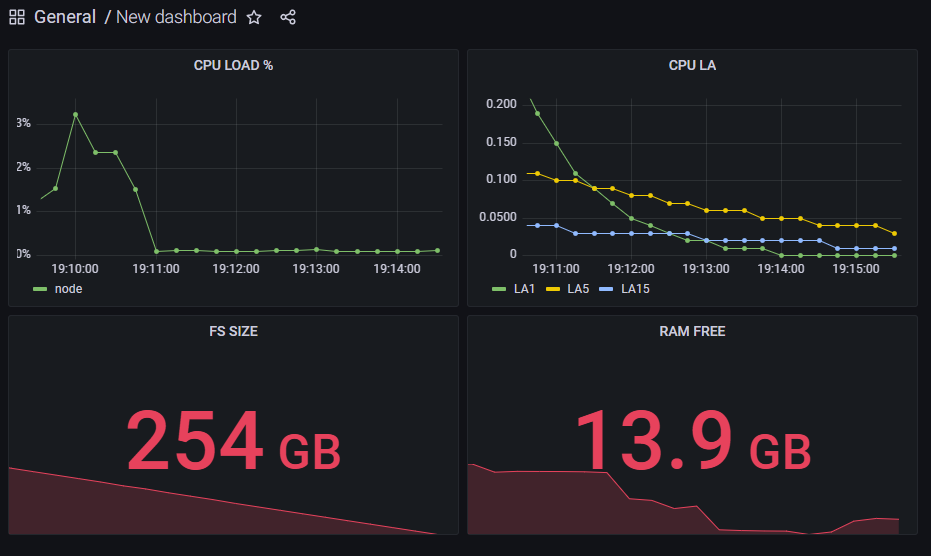 General / New dashboard
CPU LOAD %
3%
2%
1%
0%
19:10:00 19:11:00 19:12:00 19:13:00 19:14:00
node
CPU LA
0.200
0.150
0.100
0.0500
0
19:11:00 19:12:00 19:13:00 19:14:00 19:15:00
LA1 LA5 LA15
FS SIZE
254 GB
RAM FREE
13.9 GB